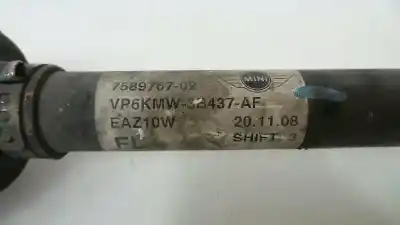 7589767-02
MINI
VP6KMW-3B437-AF
EAZ10W 20.11.08
FL SHIFT 3